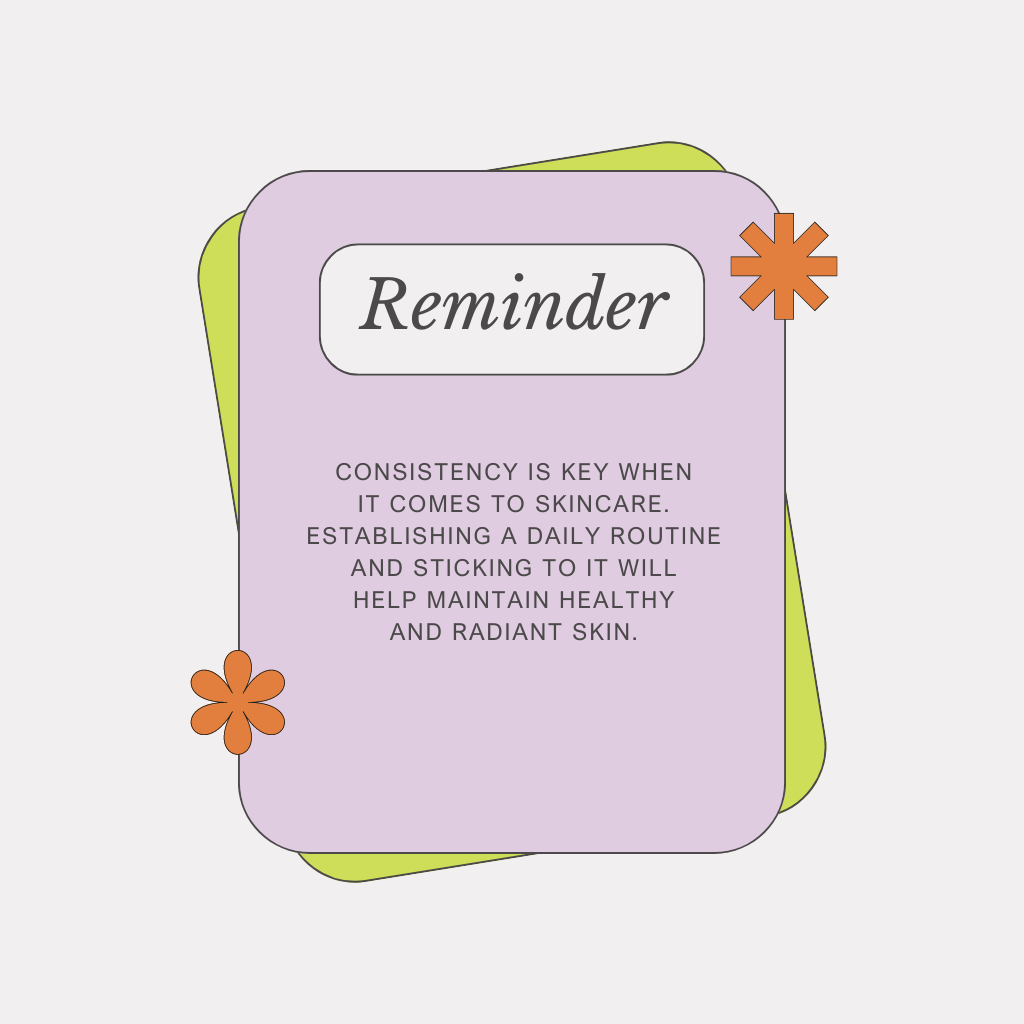 Reminder
CONSISTENCY IS KEY WHEN
IT COMES TO SKINCARE.
ESTABLISHING A DAILY ROUTINE
AND STICKING TO IT WILL
HELP MAINTAIN HEALTHY
AND RADIANT SKIN.